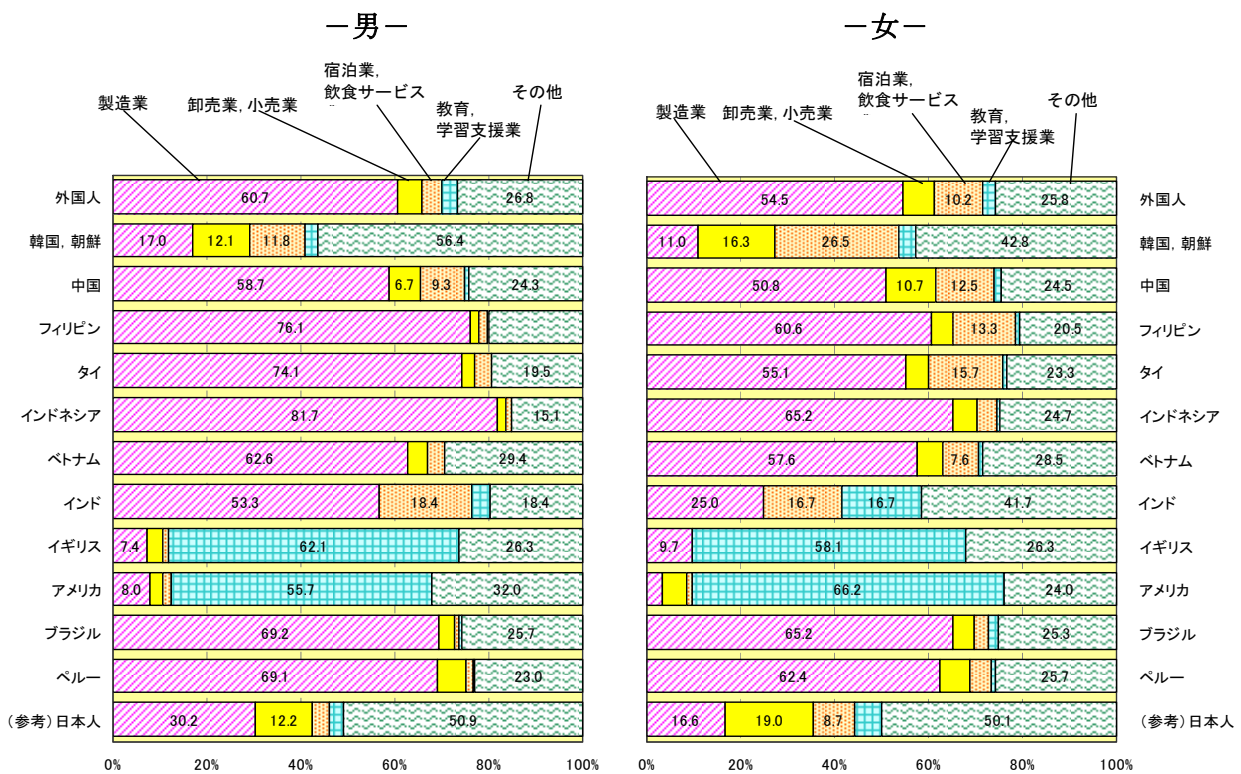 －男－
－女－
製造業
卸売業，小売業
宿泊業，
飲食サービス
教育，
学習支援業
その他
製造業
卸売業，小売業
宿泊業，
飲食サービス
教育，
学習支援業
その他
外国人 60.7 26.8 54.5 10.2 25.8 外国人
韓国，朝鮮 17.0 12.1 11.8 56.4 11.0 16.3 26.5 42.8 韓国，朝鮮
中国 58.7 6.7 9.3 24.3 50.8 10.7 12.5 24.5 中国
フィリピン 76.1 60.6 13.3 20.5 フィリピン
タイ 74.1 19.5 55.1 15.7 23.3 タイ
インドネシア 81.7 15.1 65.2 24.7 インドネシア
ベトナム 62.6 29.4 57.6 7.6 28.5 ベトナム
インド 53.3 18.4 18.4 25.0 16.7 16.7 41.7 インド
イギリス 7.4 62.1 26.3 9.7 58.1 26.3 イギリス
アメリカ 8.0 55.7 32.0 66.2 24.0 アメリカ
ブラジル 69.2 25.7 65.2 25.3 ブラジル
ペルー 69.1 23.0 62.4 25.7 ペルー
（参考）日本人 30.2 12.2 50.9 16.6 19.0 8.7 50.1 （参考）日本人
0% 20% 40% 60% 80% 100% 0% 20% 40% 60% 80% 100%